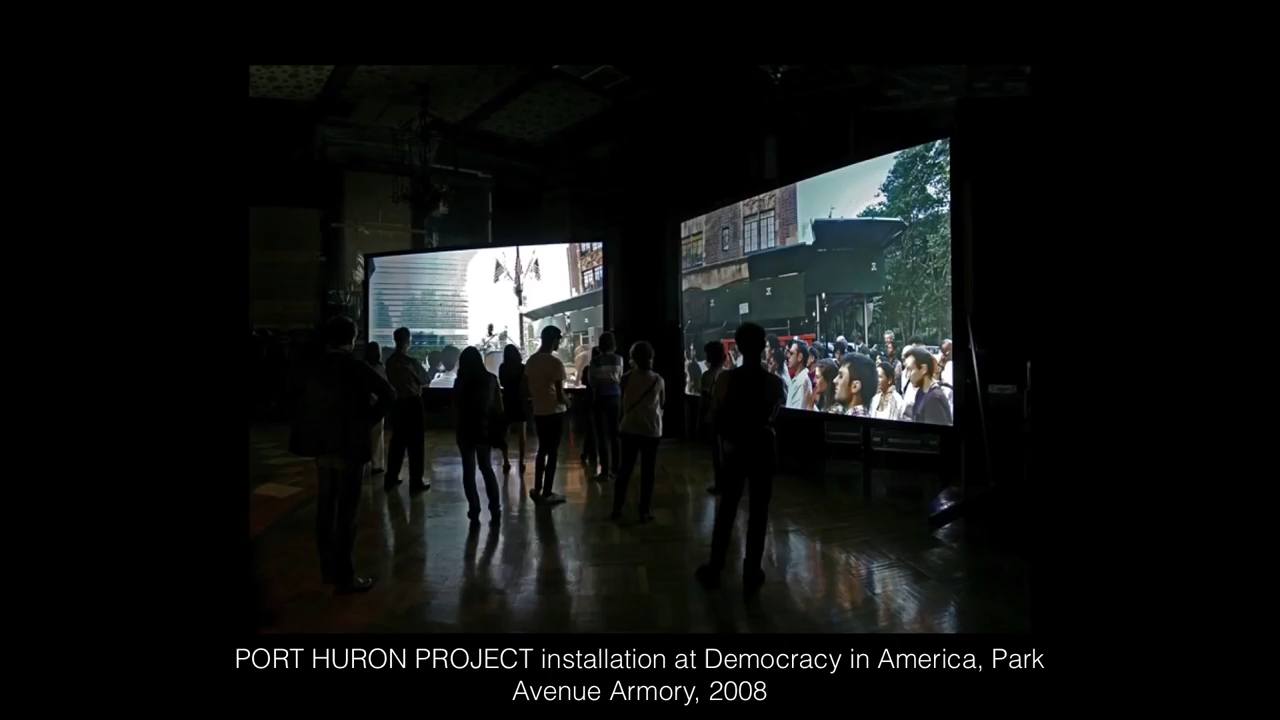 PORT HURON PROJECT installation at Democracy in America, Park
Avenue Armory, 2008